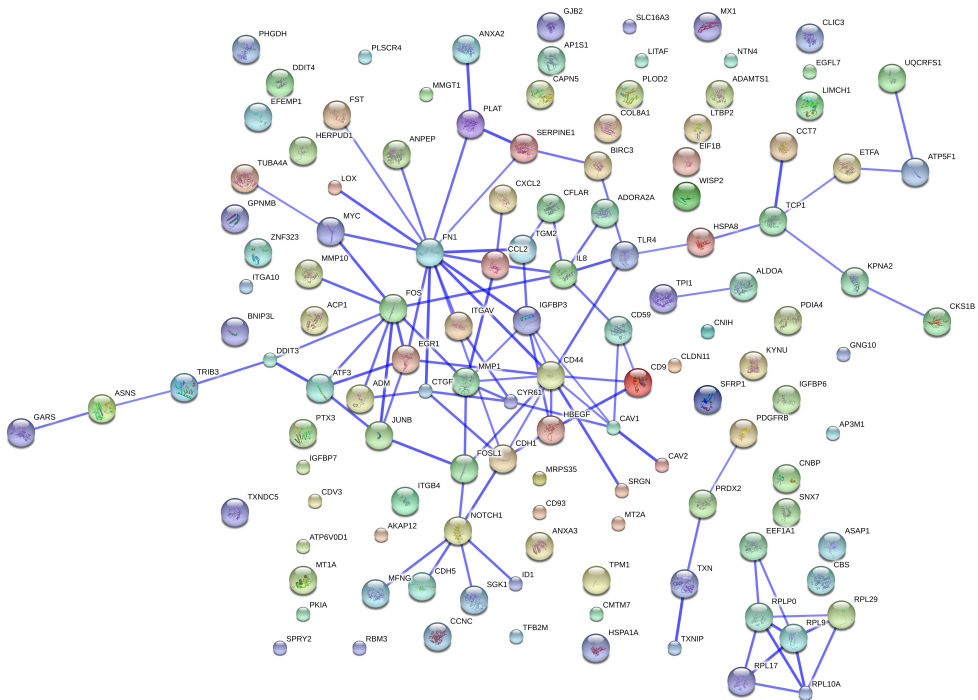 GJB2
SLC16A3
MX1
CLIC3
PHGDH
PLSCR4
ANXA2
AP1S1
LITAF
NTN4
EGFL7
UQCRFS1
DDIT4
MMGT1
CAPN5
PLOD2
ADAMTS1
LIMCH1
EFEMP1
FST
PLAT
COL8A1
LTBP2
HERPUD1
ANPEP
SERPINE1
BIRC3
EIF1B
CCT7
ETFA
ATP5F1
TUBA4A
LOX
CXCL2
CFLAR
ADORA2A
WISP2
GPNMB
MYC
TCP1
ZNF323
FN1
TGM2
CCL2
IL8
TLR4
HSPA8
MMP10
ITGA10
FOS
TPI1
ALDOA
KPNA2
ACP1
ITGAV
IGFBP3
CD59
PDIA4
CKS1B
BNIP3L
EGR1
CNIH
DDIT3
MMP1
CD44
CLDN11
KYNU
GNG10
TRIB3
ATF3
ADM
CTGF
CYR61
CD9
SFRP1
IGFBP6
ASNS
GARS
PTX3
JUNB
HBEGF
CAV1
PDGFRB
AP3M1
IGFBP7
FOSL1
CDH1
CAV2
MRPS35
SRGN
CNBP
TXNDC5
CDV3
ITGB4
CD93
PRDX2
SNX7
AKAP12
MT2A
ATP6V0D1
NOTCH1
ANXA3
EEF1A1
ASAP1
MT1A
MFNG
CDH5
SGK1
ID1
TPM1
TXN
CBS
PKIA
CMTM7
RPLP0
RPL29
SPRY2
RBM3
CCNC
TFB2M
HSPA1A
TXNIP
RPL9
RPL17
RPL10A